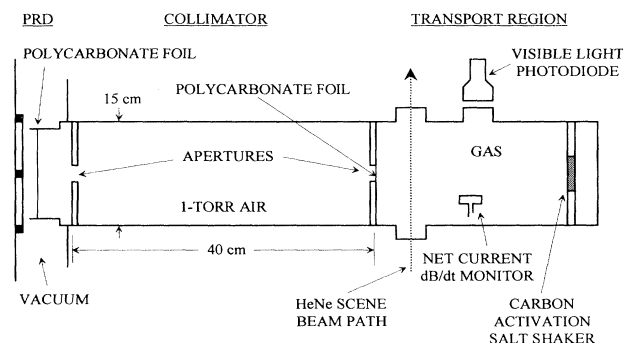 PRD
COLLIMATOR
TRANSPORT REGION
POLYCARBONATE FOIL
VISIBLE LIGHT
PHOTODIODE
15 cm
POLYCARBONATE FOIL
APERTURES
GAS
1-TORR AIR
40 cm
NET CURRENT
dB/dt MONITOR
VACUUM
HeNe SCENE
BEAM PATH
CARBON
ACTIVATION
SALT SHAKER